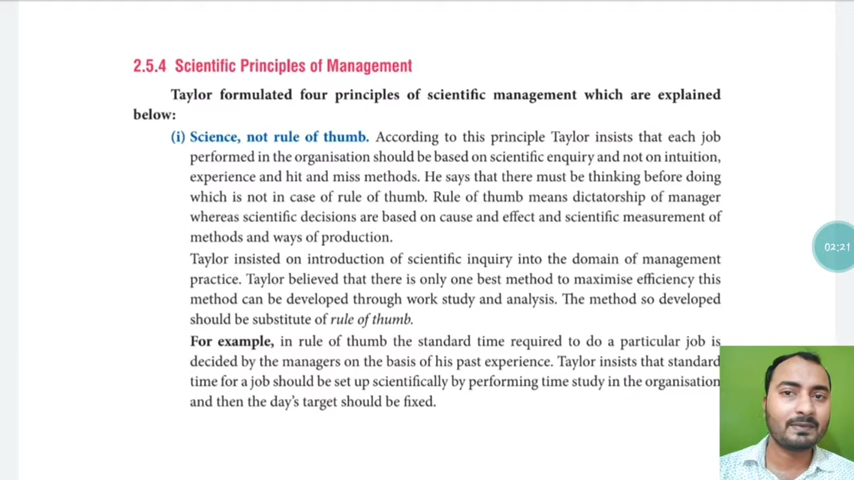 2.5.4 Scientific Principles of Management
Taylor formulated four principles of scientific management which are explained
below:
(i) Science, not rule of thumb. According to this principle Taylor insists that each job
performed in the organisation should be based on scientific enquiry and not on intuition,
experience and hit and miss methods. He says that there must be thinking before doing
which is not in case of rule of thumb. Rule of thumb means dictatorship of manager
whereas scientific decisions are based on cause and effect and scientific measurement of
methods and ways of production.
Taylor insisted on introduction of scientific inquiry into the domain of management
practice. Taylor believed that there is only one best method to maximise efficiency this
method can be developed through work study and analysis. The method so developed
should be substitute of rule of thumb.
For example, in rule of thumb the standard time required to do a particular job is
decided by the managers on the basis of his past experience. Taylor insists that standard
time for a job should be set up scientifically by performing time study in the organisation
and then the day's target should be fixed.
02:21